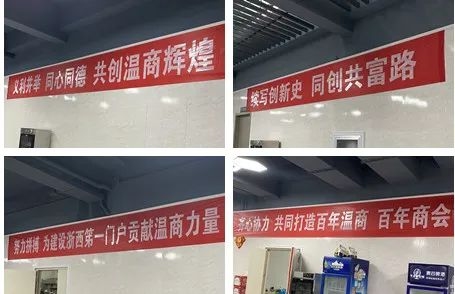 义利并举 同心同德 共创温商辉煌
续写创新史 同创共富路
努力拼搏 为建设浙西第一门户贡献温商力量
齐心协力 共同打造百年温商 百年商会